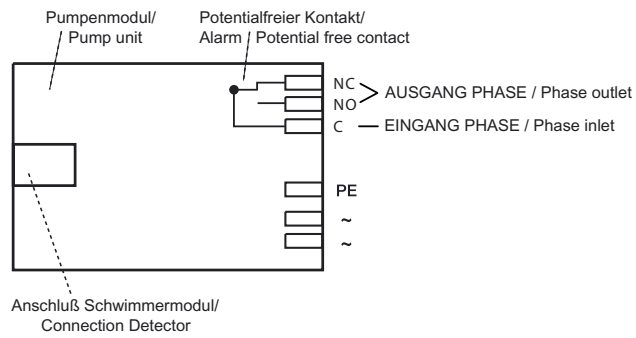 Pumpenmodul/
Pump unit
Potentialfreier Kontakt/
Alarm / Potential free contact
NC
NO
AUSGANG PHASE / Phase outlet
C
EINGANG PHASE / Phase inlet
PE
~
~
Anschluß Schwimmermodul/
Connection Detector